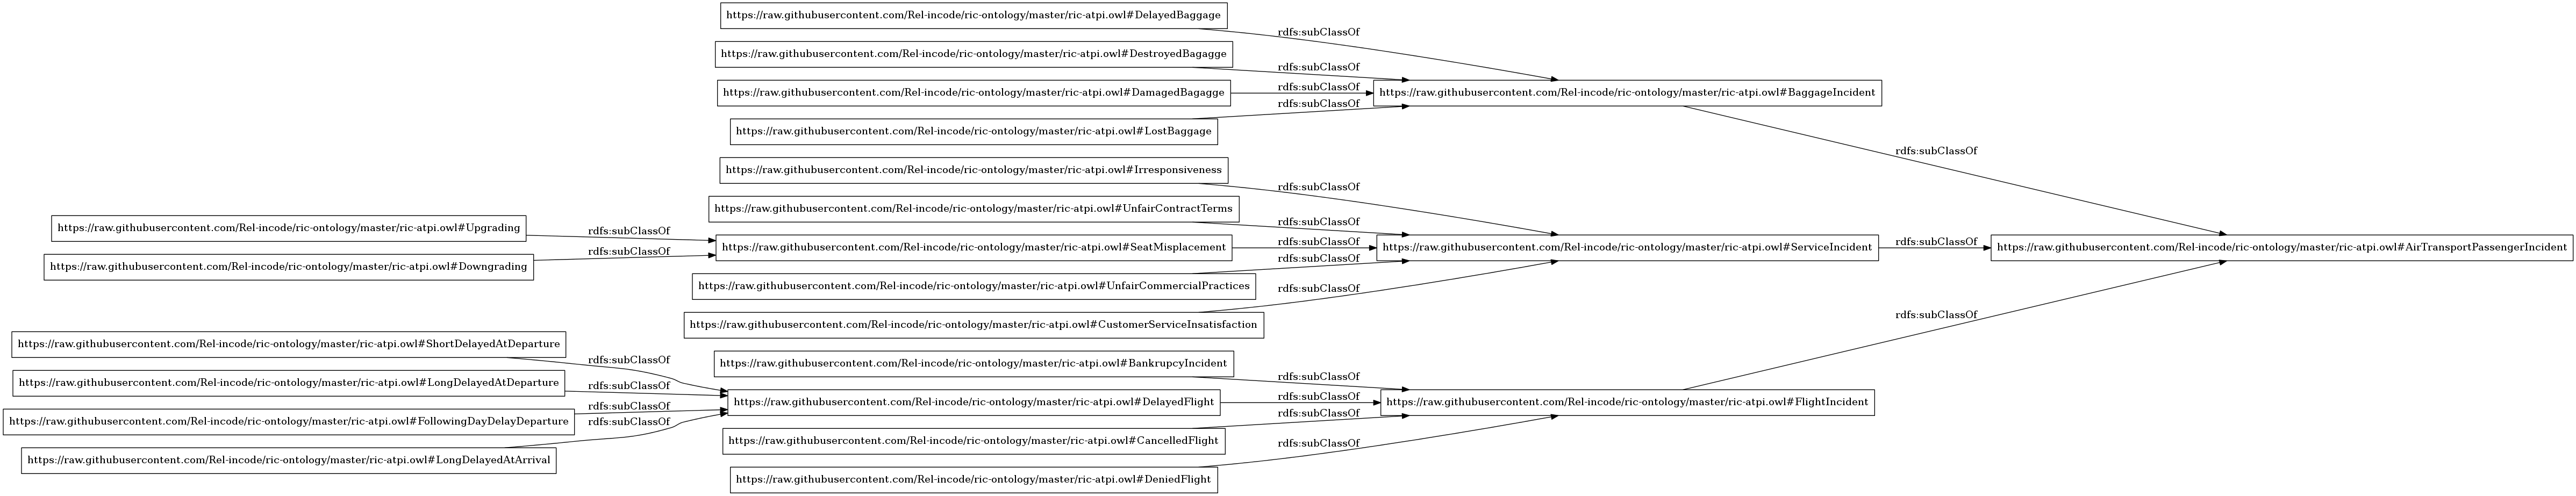 https://raw.githubusercontent.com/Rel-incode/ric-ontology/master/ric-atpi.owl#DelayedBaggage
rdfs:subClassOf
https://raw.githubusercontent.com/Rel-incode/ric-ontology/master/ric-atpi.owl#DestroyedBagagge
rdfs:subClassOf
https://raw.githubusercontent.com/Rel-incode/ric-ontology/master/ric-atpi.owl#DamagedBagagge
rdfs:subClassOf
https://raw.githubusercontent.com/Rel-incode/ric-ontology/master/ric-atpi.owl#BaggageIncident
rdfs:subClassOf
https://raw.githubusercontent.com/Rel-incode/ric-ontology/master/ric-atpi.owl#LostBaggage
rdfs:subClassOf
https://raw.githubusercontent.com/Rel-incode/ric-ontology/master/ric-atpi.owl#Irresponsiveness
rdfs:subClassOf
https://raw.githubusercontent.com/Rel-incode/ric-ontology/master/ric-atpi.owl#UnfairContractTerms
rdfs:subClassOf
https://raw.githubusercontent.com/Rel-incode/ric-ontology/master/ric-atpi.owl#Upgrading
rdfs:subClassOf
https://raw.githubusercontent.com/Rel-incode/ric-ontology/master/ric-atpi.owl#SeatMisplacement
rdfs:subClassOf
https://raw.githubusercontent.com/Rel-incode/ric-ontology/master/ric-atpi.owl#ServiceIncident
rdfs:subClassOf
https://raw.githubusercontent.com/Rel-incode/ric-ontology/master/ric-atpi.owl#AirTransportPassengerIncident
https://raw.githubusercontent.com/Rel-incode/ric-ontology/master/ric-atpi.owl#Downgrading
rdfs:subClassOf
rdfs:subClassOf
https://raw.githubusercontent.com/Rel-incode/ric-ontology/master/ric-atpi.owl#UnfairCommercialPractices
rdfs:subClassOf
https://raw.githubusercontent.com/Rel-incode/ric-ontology/master/ric-atpi.owl#CustomerServiceInsatisfaction
rdfs:subClassOf
https://raw.githubusercontent.com/Rel-incode/ric-ontology/master/ric-atpi.owl#ShortDelayedAtDeparture
rdfs:subClassOf
https://raw.githubusercontent.com/Rel-incode/ric-ontology/master/ric-atpi.owl#BankrupcyIncident
rdfs:subClassOf
https://raw.githubusercontent.com/Rel-incode/ric-ontology/master/ric-atpi.owl#LongDelayedAtDeparture
rdfs:subClassOf
https://raw.githubusercontent.com/Rel-incode/ric-ontology/master/ric-atpi.owl#DelayedFlight
rdfs:subClassOf
https://raw.githubusercontent.com/Rel-incode/ric-ontology/master/ric-atpi.owl#FlightIncident
https://raw.githubusercontent.com/Rel-incode/ric-ontology/master/ric-atpi.owl#FollowingDayDelayDeparture
rdfs:subClassOf
rdfs:subClassOf
rdfs:subClassOf
https://raw.githubusercontent.com/Rel-incode/ric-ontology/master/ric-atpi.owl#CancelledFlight
rdfs:subClassOf
https://raw.githubusercontent.com/Rel-incode/ric-ontology/master/ric-atpi.owl#LongDelayedAtArrival
https://raw.githubusercontent.com/Rel-incode/ric-ontology/master/ric-atpi.owl#DeniedFlight